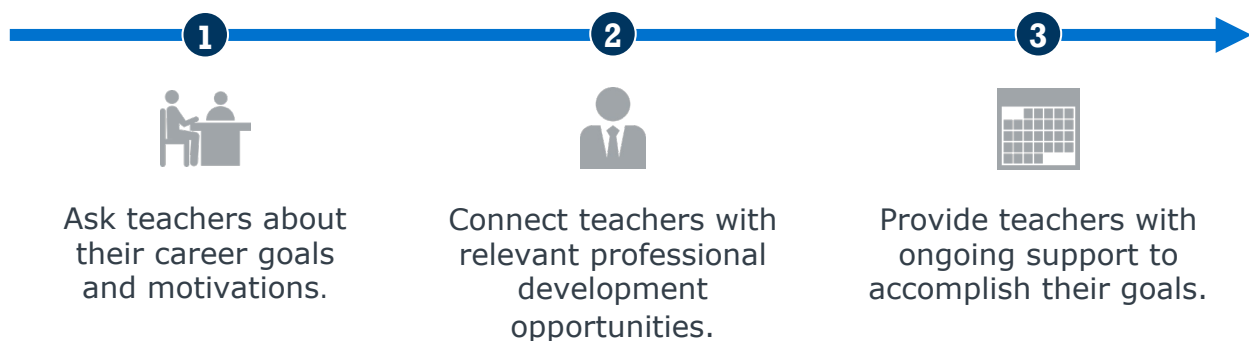 1
2
3
Ask teachers about
their career goals
and motivations.
Connect teachers with
relevant professional
development
opportunities.
Provide teachers with
ongoing support to
accomplish their goals.